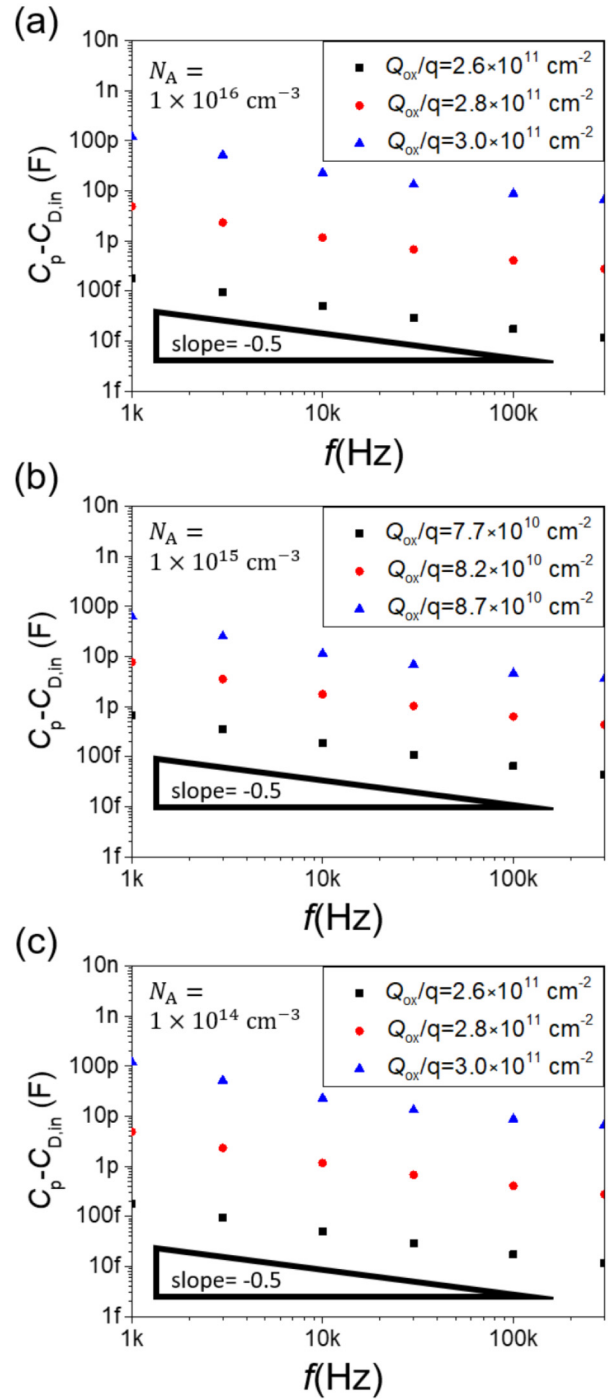 (a)
10n
1n
100p
10p
1p
100f
10f
1f
C_p-C_D,in (F)
N_A =
1 × 10^16 cm^−3
Q_ox/q=2.6×10^11 cm^-2
Q_ox/q=2.8×10^11 cm^-2
Q_ox/q=3.0×10^11 cm^-2
slope= -0.5
1k 10k 100k
f(Hz)
(b)
10n
1n
100p
10p
1p
100f
10f
1f
C_p-C_D,in (F)
N_A =
1 × 10^15 cm^−3
Q_ox/q=7.7×10^10 cm^-2
Q_ox/q=8.2×10^10 cm^-2
Q_ox/q=8.7×10^10 cm^-2
slope= -0.5
1k 10k 100k
f(Hz)
(c)
10n
1n
100p
10p
1p
100f
10f
1f
C_p-C_D,in (F)
N_A =
1 × 10^14 cm^−3
Q_ox/q=2.6×10^11 cm^-2
Q_ox/q=2.8×10^11 cm^-2
Q_ox/q=3.0×10^11 cm^-2
slope= -0.5
1k 10k 100k
f(Hz)